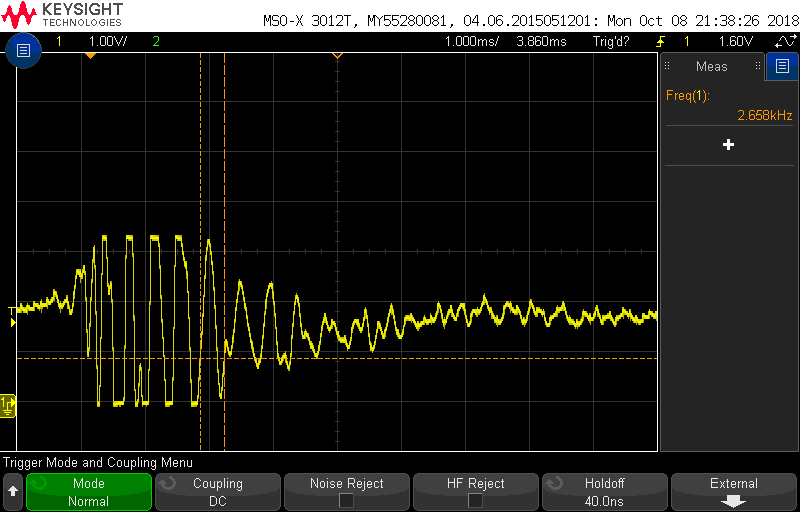 KEYSIGHT
TECHNOLOGIES
MSO-X 3012T, MY55280081, 04.06.2015051201: Mon Oct 08 21:38:26 2018
1 1.00V/ 2 1.000ms/ 3.860ms Trig'd? 1 1.60V
Meas
Freq(1):
2.658kHz
T
1
Trigger Mode and Coupling Menu
Mode
Normal
Coupling
DC
Noise Reject
HF Reject
Holdoff
40.0ns
External